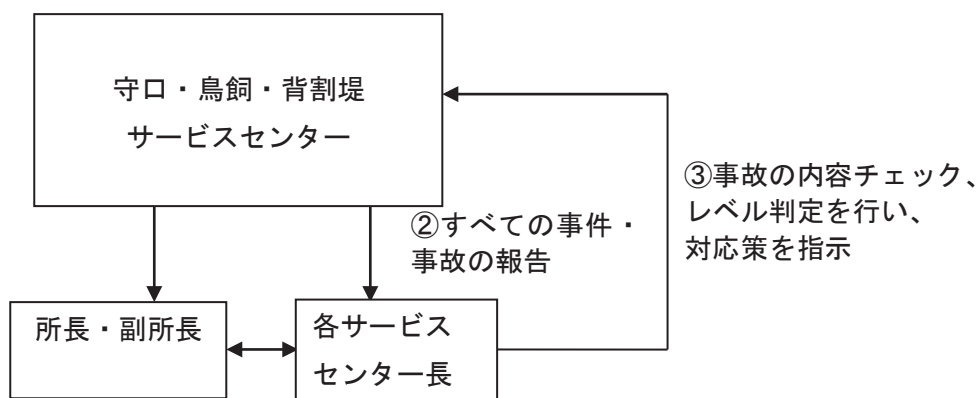 守口・鳥飼・背割堤
サービスセンター
③事故の内容チェック、
レベル判定を行い、
対応策を指示
②すべての事件・
事故の報告
所長・副所長
各サービス
センター長